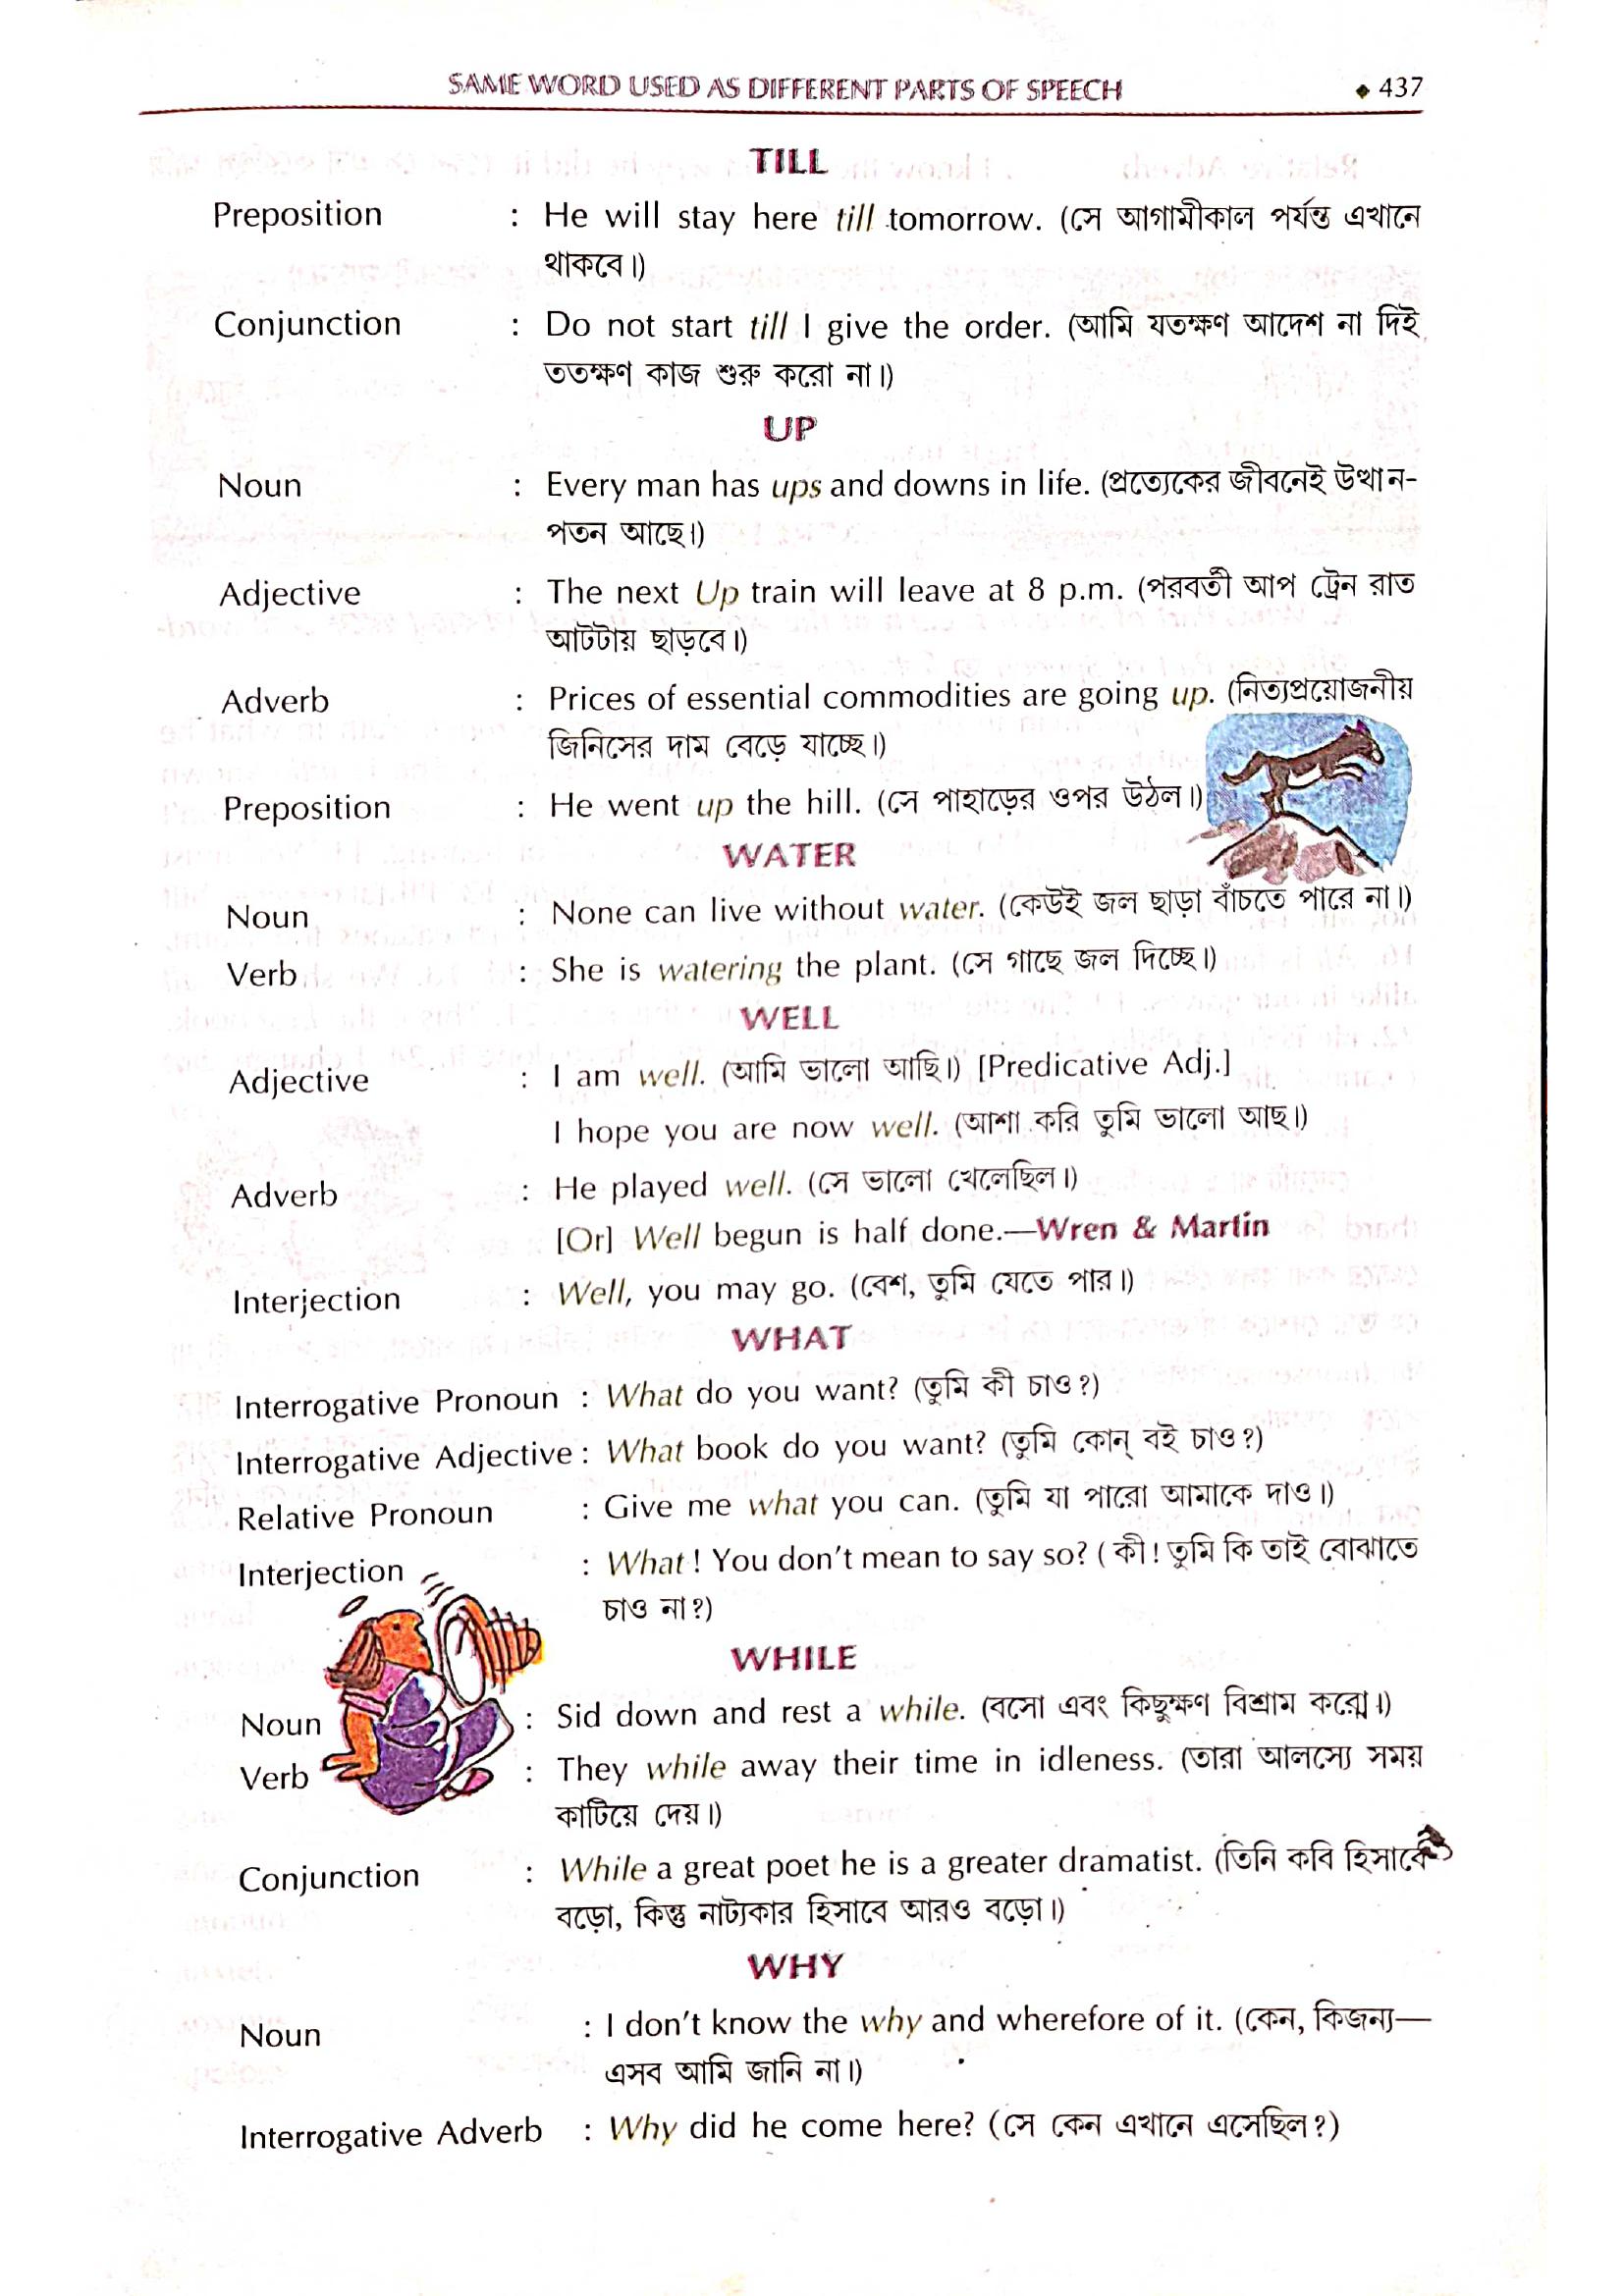 SAME WORD USED AS DIFFERENT PARTS OF SPEECH ◆ 437
TILL
Preposition : He will stay here till tomorrow. (সে আগামীকাল পর্যন্ত এখানে
থাকবে।)
Conjunction : Do not start till I give the order. (আমি যতক্ষণ আদেশ না দিই
ততক্ষণ কাজ শুরু করো না।)
UP
Noun : Every man has ups and downs in life. (প্রত্যেকের জীবনেই উত্থান-
পতন আছে।)
Adjective : The next Up train will leave at 8 p.m. (পরবর্তী আপ ট্রেন রাত
আটটায় ছাড়বে।)
Adverb : Prices of essential commodities are going up. (নিত্যপ্রয়োজনীয়
জিনিসের দাম বেড়ে যাচ্ছে।)
Preposition : He went up the hill. (সে পাহাড়ের ওপর উঠল।)
WATER
Noun : None can live without water. (কেউই জল ছাড়া বাঁচতে পারে না।)
Verb : She is watering the plant. (সে গাছে জল দিচ্ছে।)
WELL
Adjective : I am well. (আমি ভালো আছি।) [Predicative Adj.]
I hope you are now well. (আশা করি তুমি ভালো আছ।)
Adverb : He played well. (সে ভালো খেলেছিল।)
[Or] Well begun is half done.—Wren & Martin
Interjection : Well, you may go. (বেশ, তুমি যেতে পার।)
WHAT
Interrogative Pronoun : What do you want? (তুমি কী চাও?)
Interrogative Adjective : What book do you want? (তুমি কোন্ বই চাও?)
Relative Pronoun : Give me what you can. (তুমি যা পারো আমাকে দাও।)
Interjection : What! You don't mean to say so? ( কী! তুমি কি তাই বোঝাতে
চাও না?)
WHILE
Noun : Sid down and rest a while. (বসো এবং কিছুক্ষণ বিশ্রাম করো।)
Verb : They while away their time in idleness. (তারা আলস্যে সময়
কাটিয়ে দেয়।)
Conjunction : While a great poet he is a greater dramatist. (তিনি কবি হিসাবে
বড়ো, কিন্তু নাট্যকার হিসাবে আরও বড়ো।)
WHY
Noun : I don't know the why and wherefore of it. (কেন, কিজন্য—
এসব আমি জানি না।)
Interrogative Adverb : Why did he come here? (সে কেন এখানে এসেছিল?)